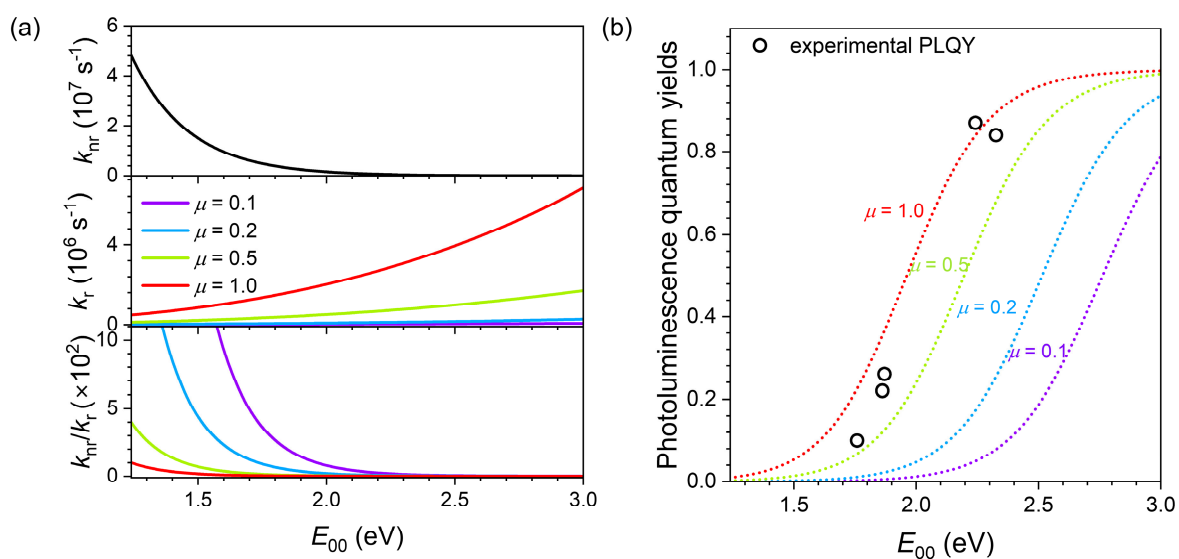 (a)
6
4
2
0
k_nr (10^7 s^-1)
μ = 0.1
μ = 0.2
μ = 0.5
μ = 1.0
4
0
k_r (10^6 s^-1)
10
5
0
k_nr/k_r (×10^2)
1.5 2.0 2.5 3.0
E_00 (eV)
(b)
experimental PLQY
1.0
0.8
0.6
0.4
0.2
0.0
Photoluminescence quantum yields
μ = 1.0
μ = 0.5
μ = 0.2
μ = 0.1
1.5 2.0 2.5 3.0
E_00 (eV)